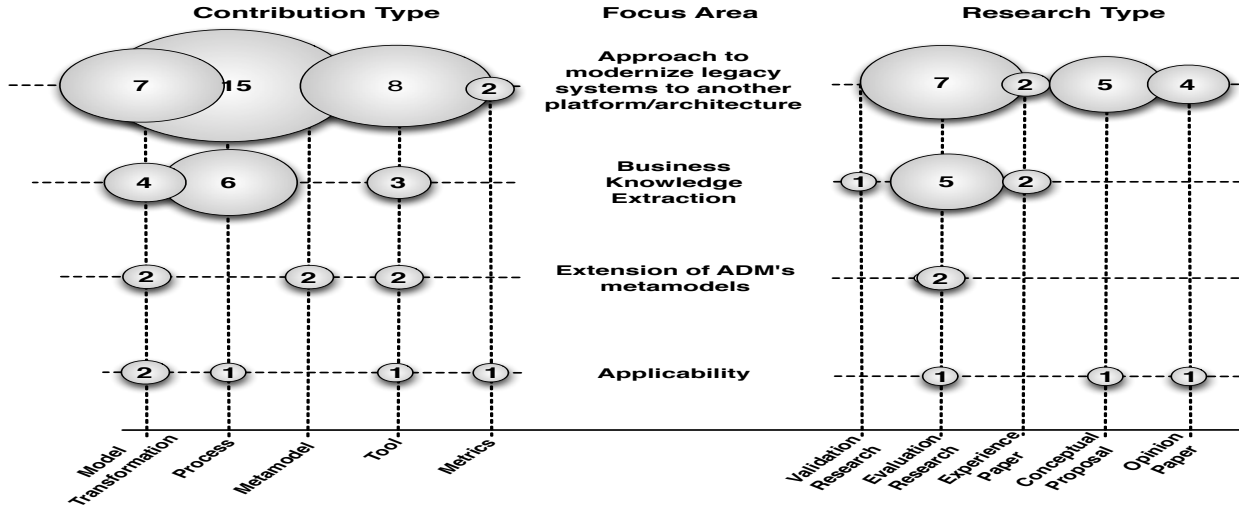 Contribution Type
Focus Area
Research Type
7
15
8
2
Approach to
modernize legacy
systems to another
platform/architecture
7
2
5
4
4
6
3
Business
Knowledge
Extraction
1
5
2
2
2
2
Extension of ADM's
metamodels
2
2
1
1
1
Applicability
1
1
1
Model
Transformation
Process
Metamodel
Tool
Metrics
Validation
Research
Evaluation
Research
Experience
Paper
Conceptual
Proposal
Opinion
Paper